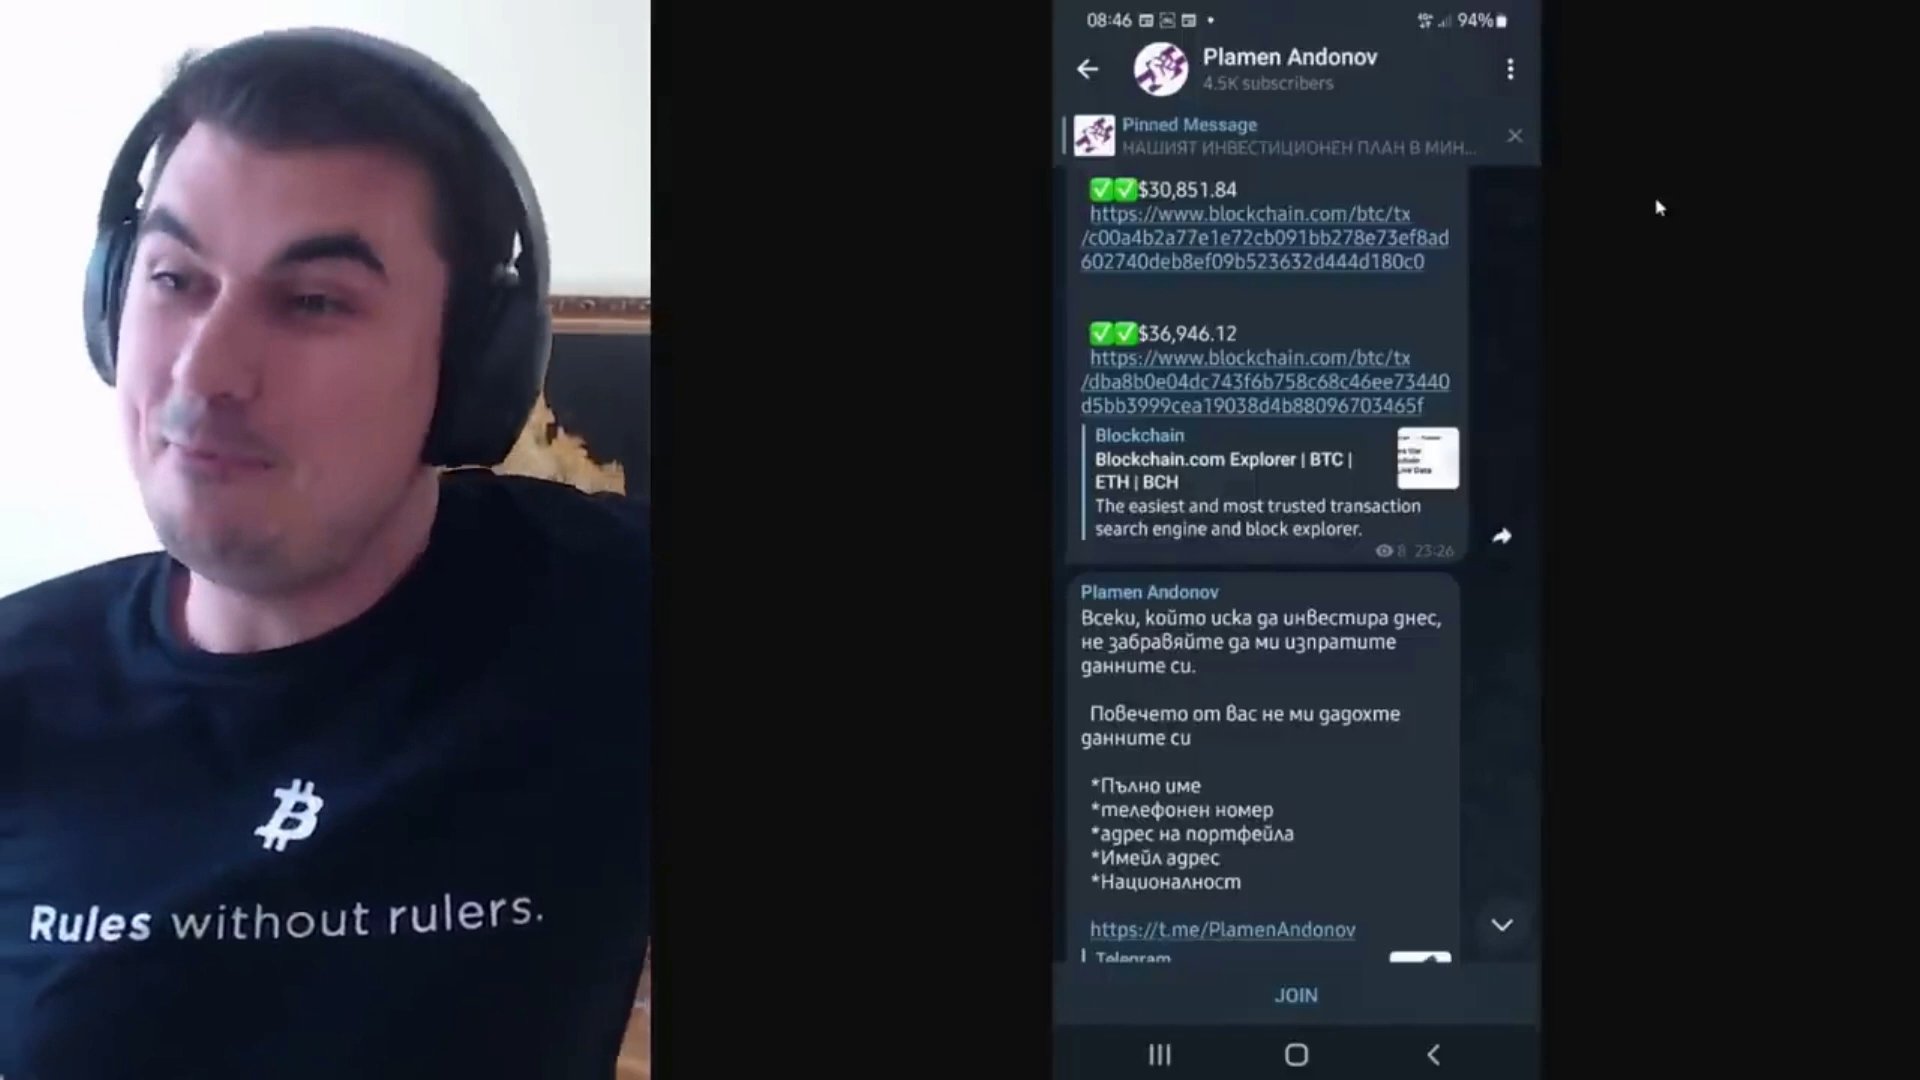 Rules without rulers.
08:46
94%
Plamen Andonov
4.5K subscribers
Pinned Message
НАШИЯТ ИНВЕСТИЦИОНЕН ПЛАН В МИН...
✅✅$30,851.84
https://www.blockchain.com/btc/tx
/c00a4b2a77e1e72cb091bb278e73ef8ad
602740deb8ef09b523632d444d180c0
✅✅$36,946.12
https://www.blockchain.com/btc/tx
/dba8b0e04dc743f6b758c68c46ee73440
d5bb3999cea19038d4b88096703465f
Blockchain
Blockchain.com Explorer | BTC |
ETH | BCH
The easiest and most trusted transaction
search engine and block explorer.
8 23:26
Plamen Andonov
Всеки, който иска да инвестира днес,
не забравяйте да ми изпратите
данните си.
Повечето от вас не ми дадохте
данните си
*Пълно име
*телефонен номер
*адрес на портфейла
*Имейл адрес
*Националност
https://t.me/PlamenAndonov
Telegram
JOIN